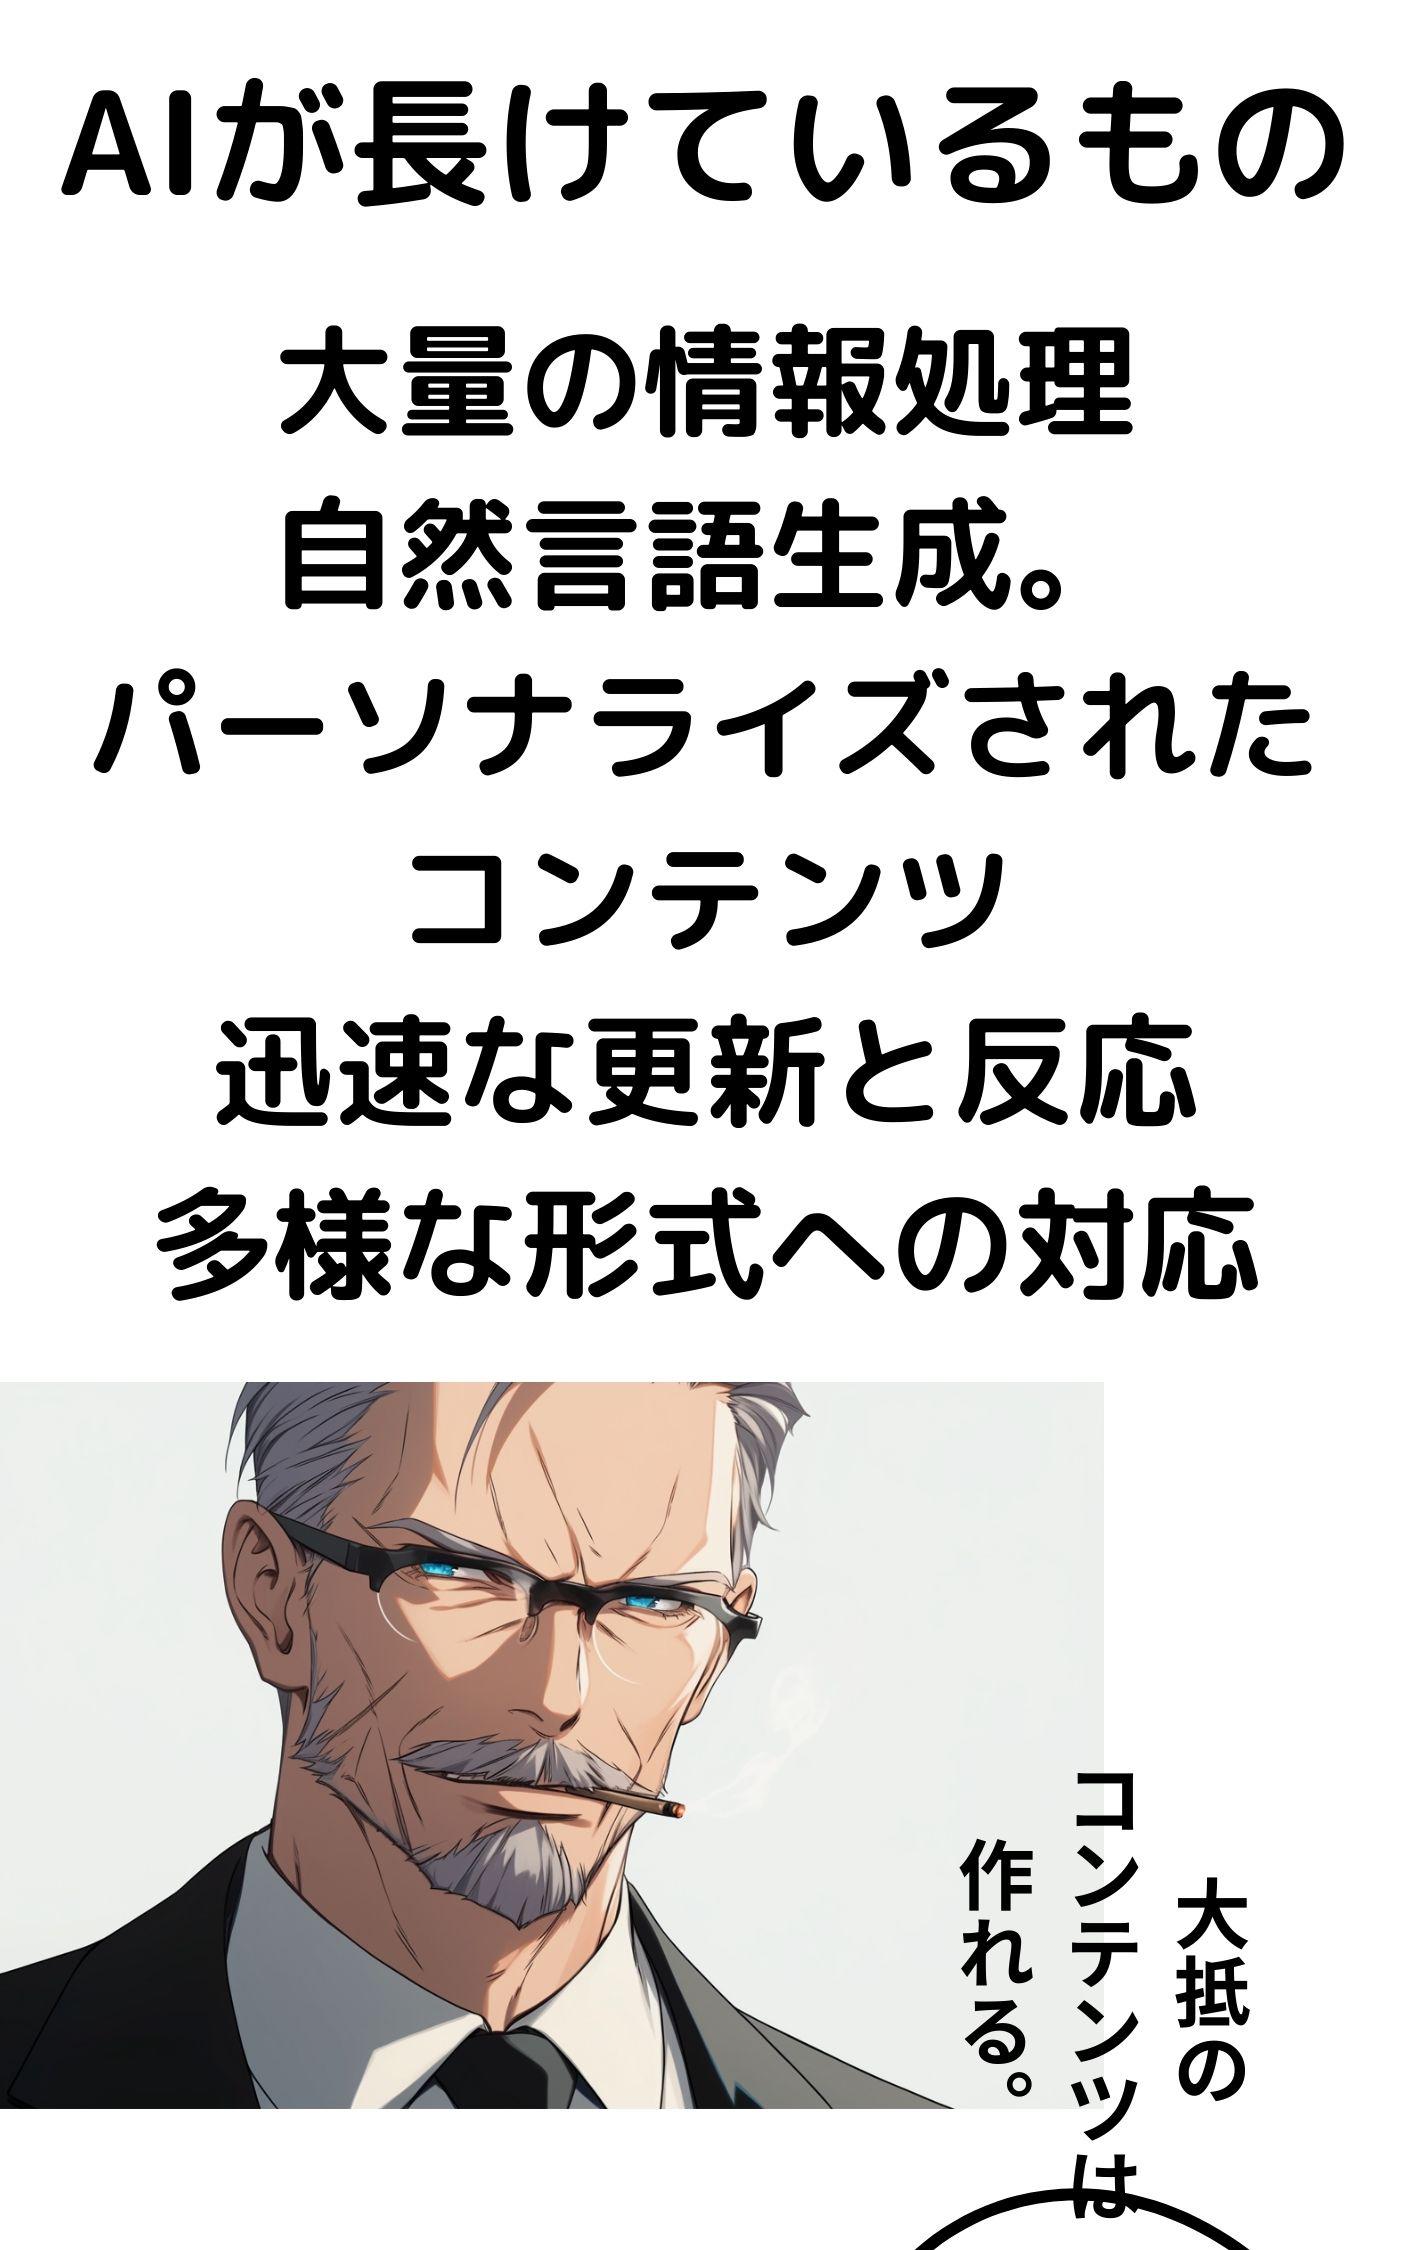 AIが長けているもの
大量の情報処理
自然言語生成。
パーソナライズされた
コンテンツ
迅速な更新と反応
多様な形式への対応
大抵の
コンテンツは
作れる。